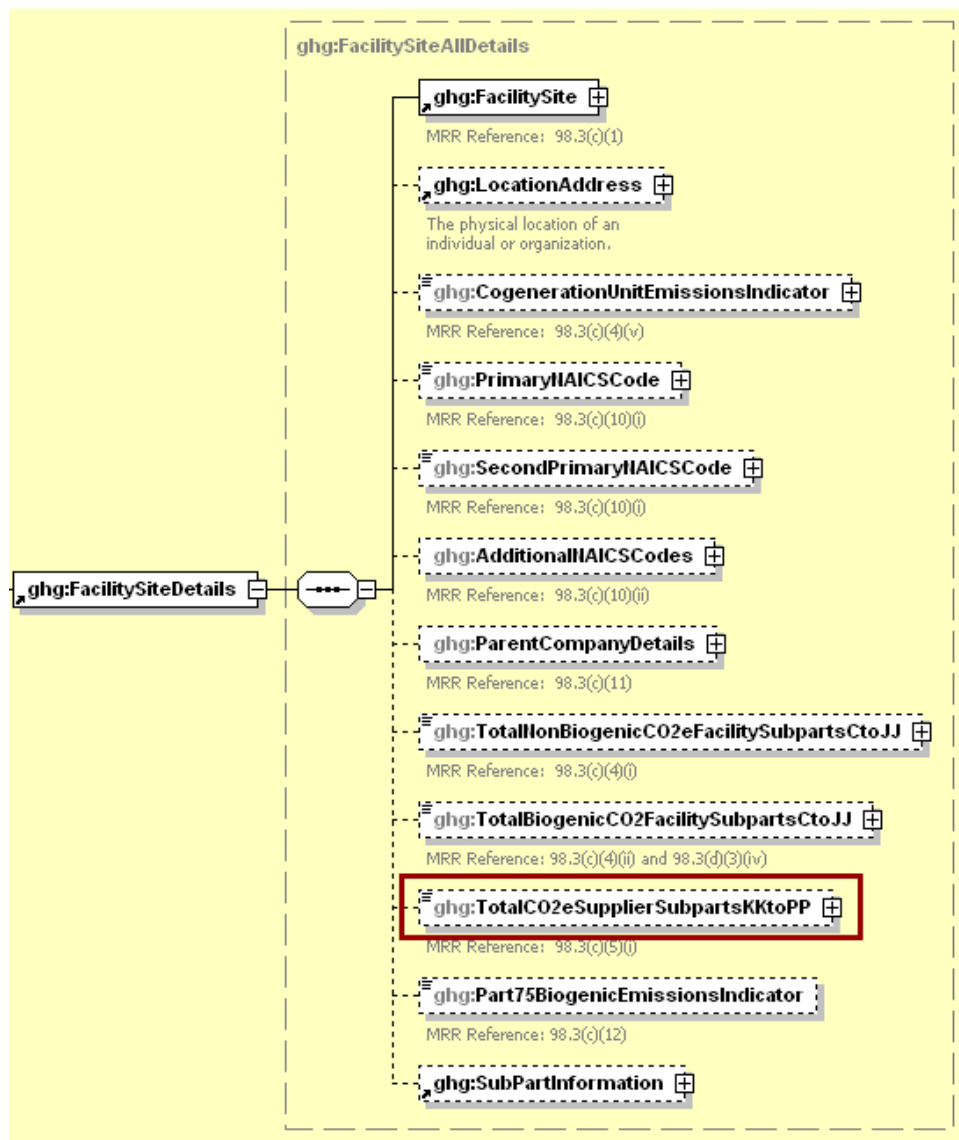 ghg:FacilitySiteAllDetails
ghg:FacilitySite
MRR Reference: 98.3(c)(1)
ghg:LocationAddress
The physical location of an
individual or organization.
ghg:CogenerationUnitEmissionsIndicator
MRR Reference: 98.3(c)(4)(v)
ghg:PrimaryNAICSCode
MRR Reference: 98.3(c)(10)(i)
ghg:SecondPrimaryNAICSCode
MRR Reference: 98.3(c)(10)(i)
ghg:AdditionalNAICSCodes
MRR Reference: 98.3(c)(10)(ii)
ghg:FacilitySiteDetails
ghg:ParentCompanyDetails
MRR Reference: 98.3(c)(11)
ghg:TotalNonBiogenicCO2eFacilitySubpartsCtoJJ
MRR Reference: 98.3(c)(4)(i)
ghg:TotalBiogenicCO2FacilitySubpartsCtoJJ
MRR Reference: 98.3(c)(4)(ii) and 98.3(d)(3)(iv)
ghg:TotalCO2eSupplierSubpartsKKtoPP
MRR Reference: 98.3(c)(5)(i)
ghg:Part75BiogenicEmissionsIndicator
MRR Reference: 98.3(c)(12)
ghg:SubPartInformation